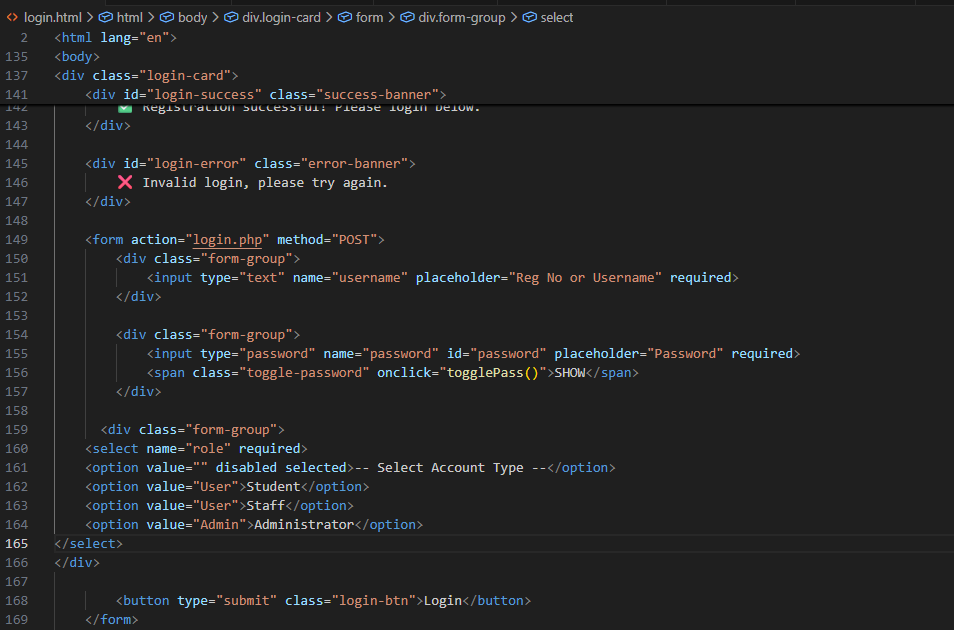 <> login.html > html > body > div.login-card > form > div.form-group > select
2 <html lang="en">
135 <body>
137 <div class="login-card">
141 <div id="login-success" class="success-banner">
142 ✅ Registration successful! Please login below.
143 </div>
144
145 <div id="login-error" class="error-banner">
146 ❌ Invalid login, please try again.
147 </div>
148
149 <form action="login.php" method="POST">
150 <div class="form-group">
151 <input type="text" name="username" placeholder="Reg No or Username" required>
152 </div>
153
154 <div class="form-group">
155 <input type="password" name="password" id="password" placeholder="Password" required>
156 <span class="toggle-password" onclick="togglePass()">SHOW</span>
157 </div>
158
159 <div class="form-group">
160 <select name="role" required>
161 <option value="" disabled selected>-- Select Account Type --</option>
162 <option value="User">Student</option>
163 <option value="User">Staff</option>
164 <option value="Admin">Administrator</option>
165 </select>
166 </div>
167
168 <button type="submit" class="login-btn">Login</button>
169 </form>